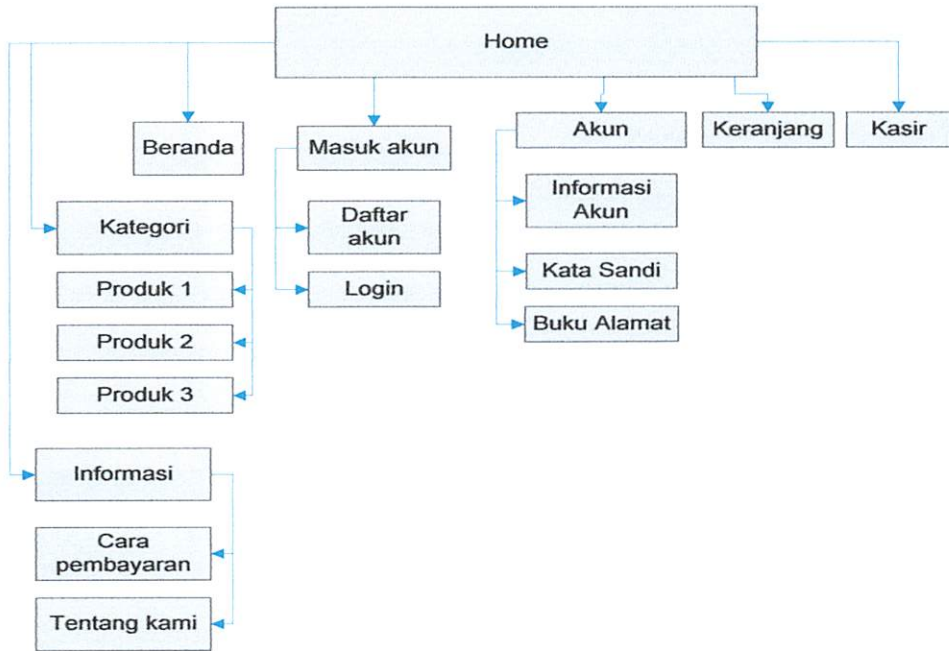 Home
Beranda
Masuk akun
Akun
Keranjang
Kasir
Kategori
Produk 1
Produk 2
Produk 3
Daftar
akun
Login
Informasi
Akun
Kata Sandi
Buku Alamat
Informasi
Cara
pembayaran
Tentang kami